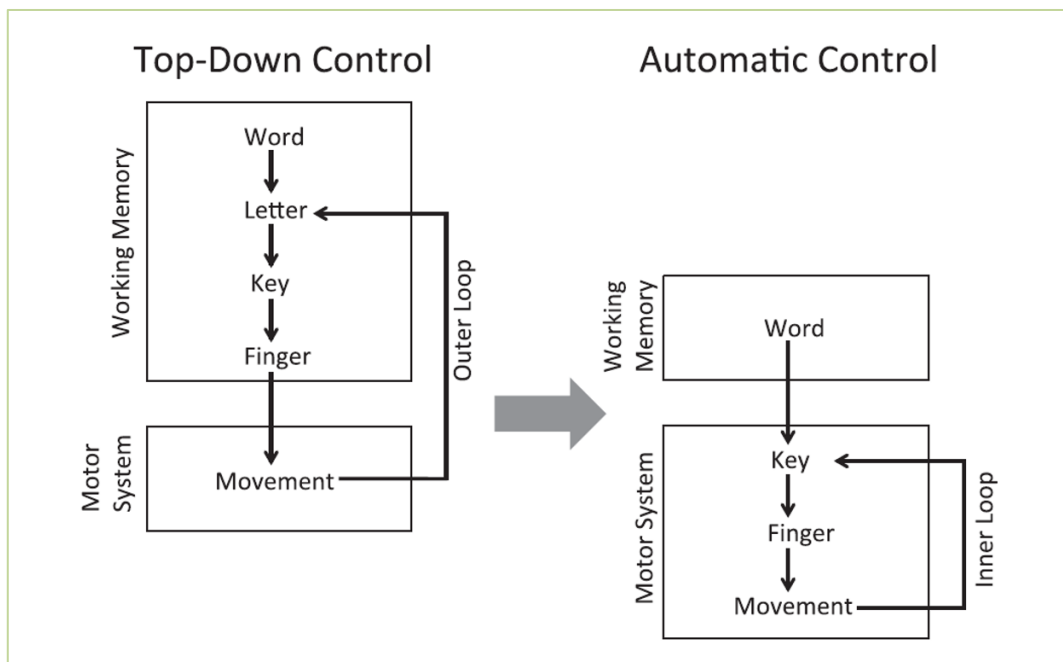 Top-Down Control
Working Memory
Word
Letter
Key
Finger
Outer Loop
Motor
System
Movement
Automatic Control
Working
Memory
Word
Motor System
Key
Finger
Movement
Inner Loop